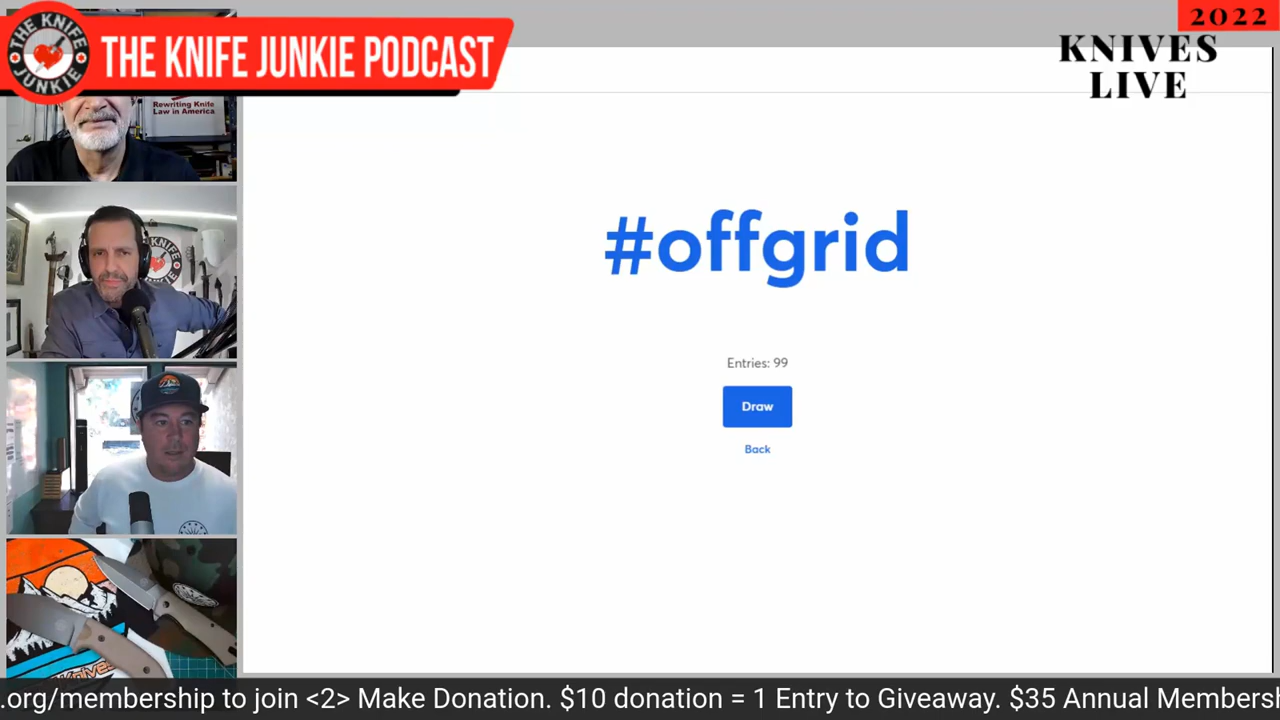 THE KNIFE JUNKIE
THE KNIFE JUNKIE PODCAST
2022
KNIVES
LIVE
Rewriting Knife
Law in America
#offgrid
Entries: 99
Draw
Back
.org/membership to join <2> Make Donation. $10 donation = 1 Entry to Giveaway. $35 Annual Membersh